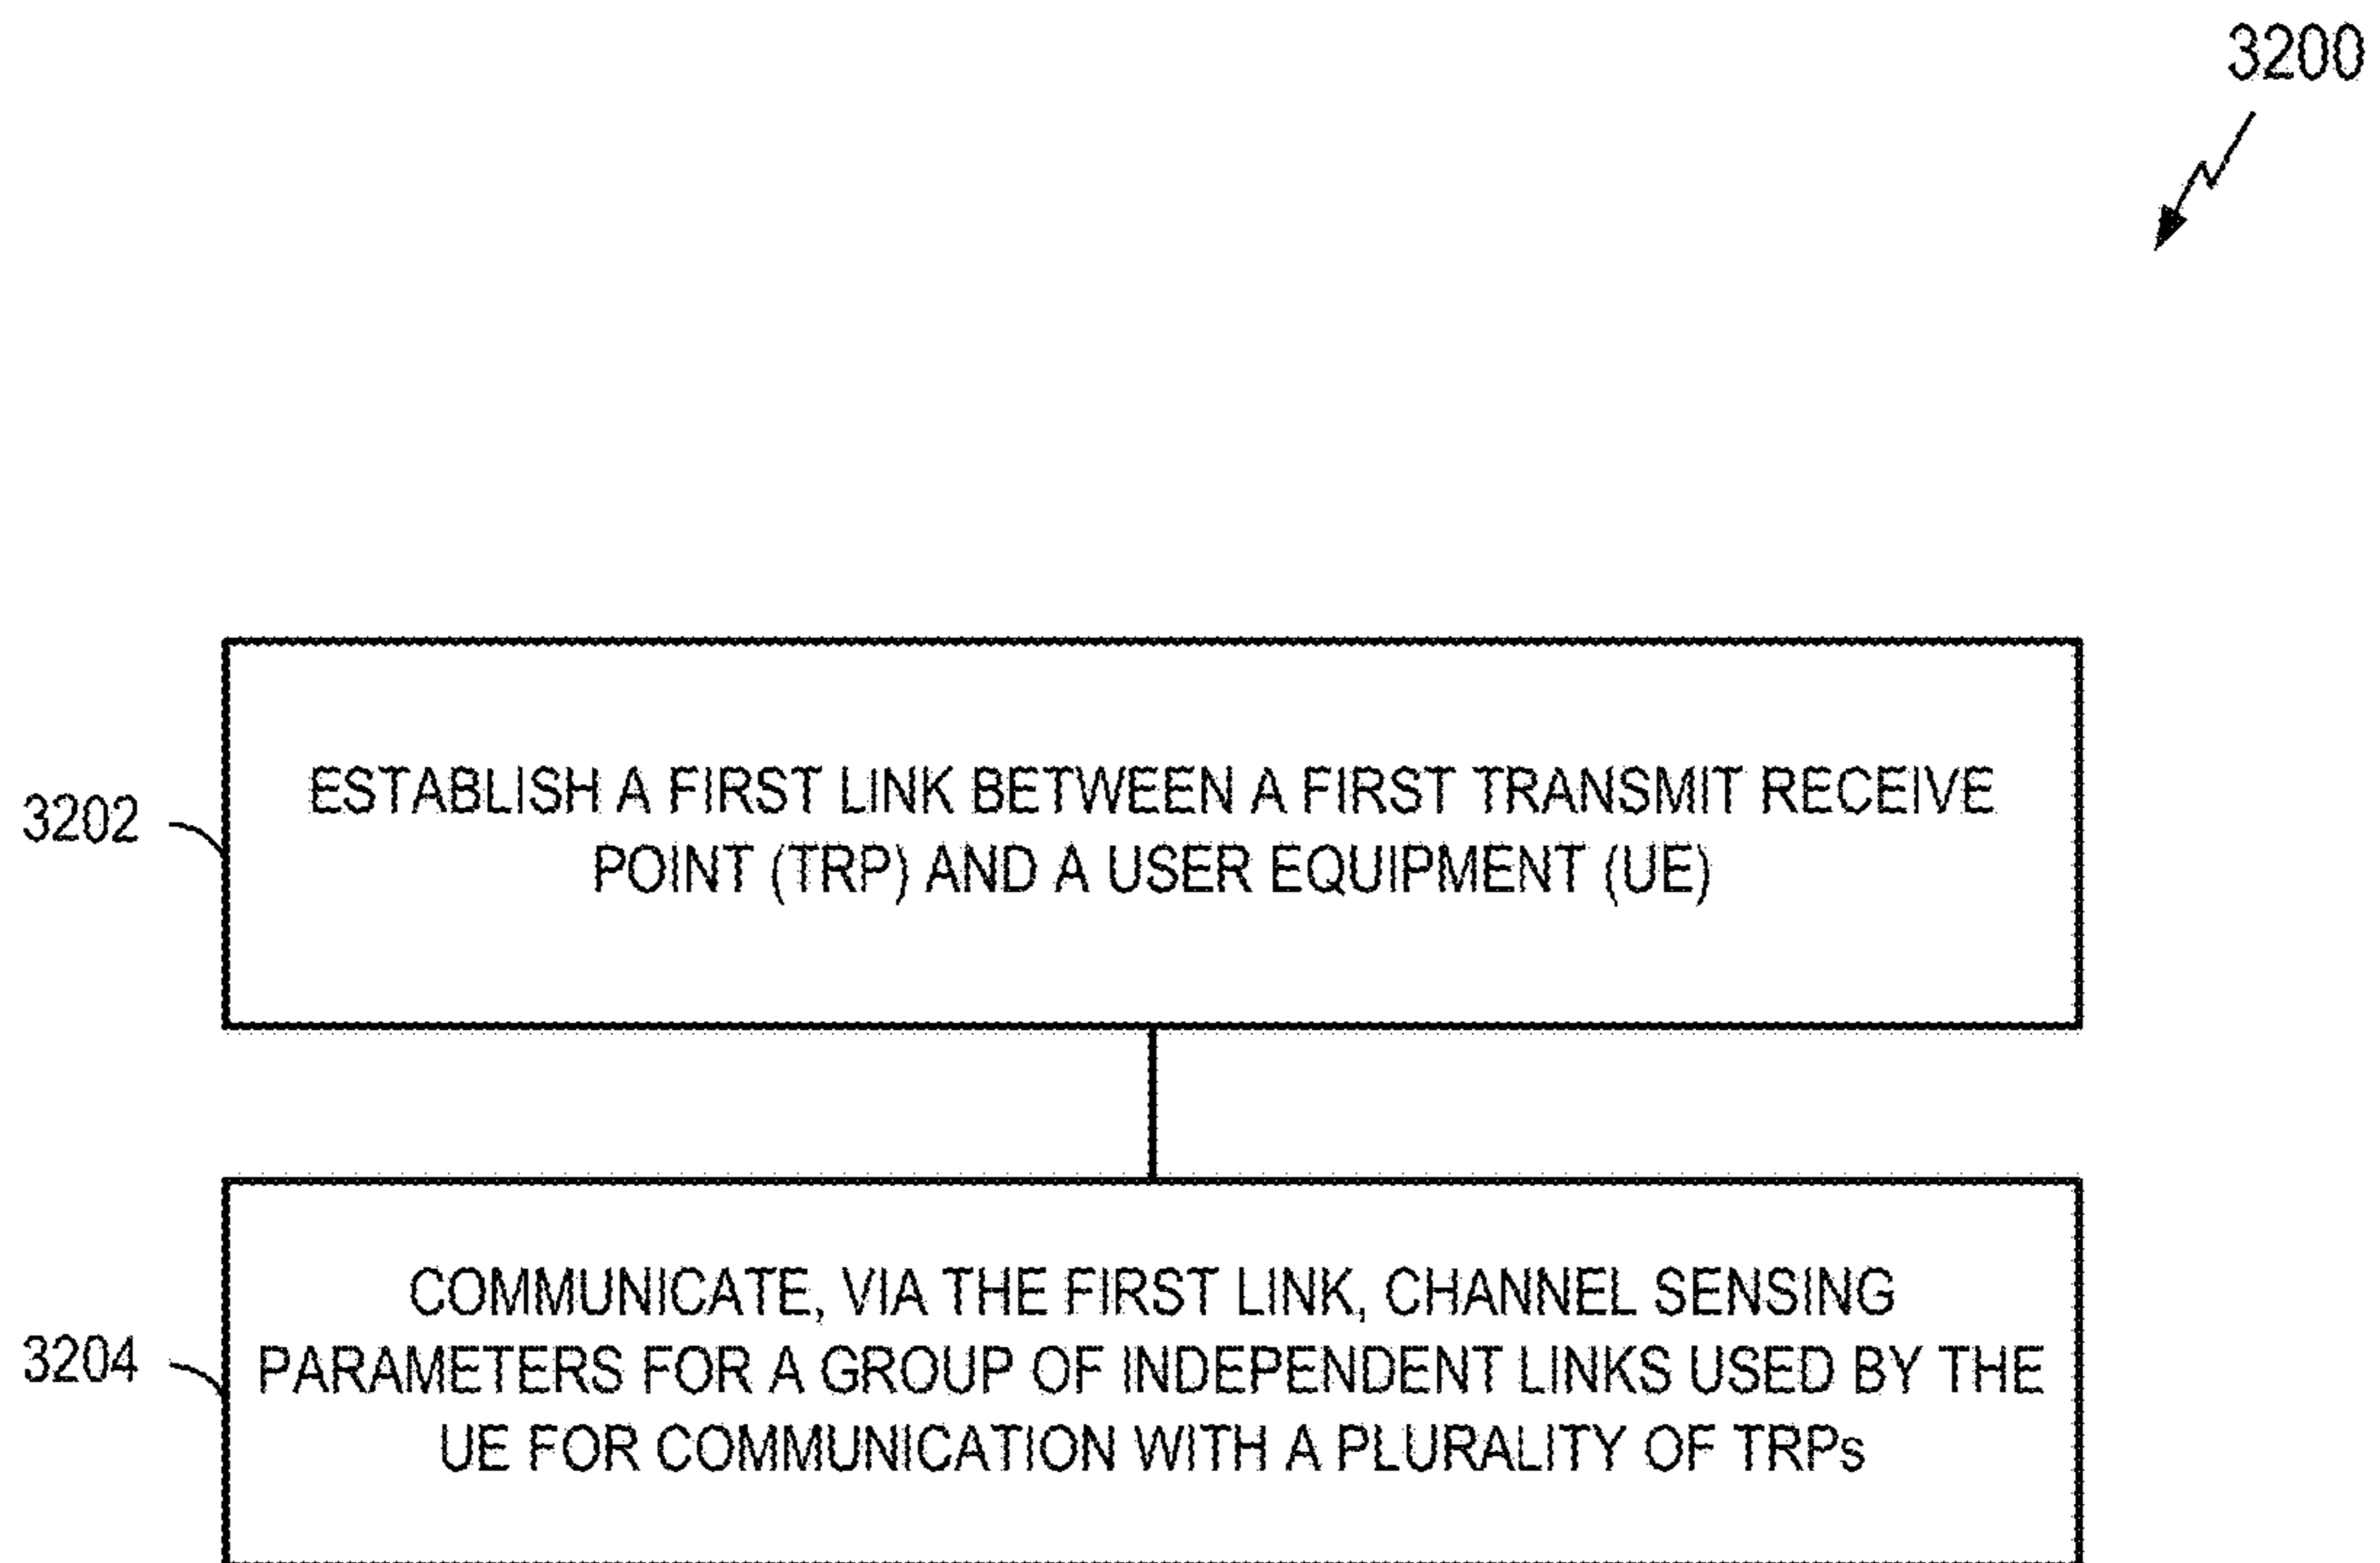 3200
3202
ESTABLISH A FIRST LINK BETWEEN A FIRST TRANSMIT RECEIVE
POINT (TRP) AND A USER EQUIPMENT (UE)
3204
COMMUNICATE, VIA THE FIRST LINK, CHANNEL SENSING
PARAMETERS FOR A GROUP OF INDEPENDENT LINKS USED BY THE
UE FOR COMMUNICATION WITH A PLURALITY OF TRPs